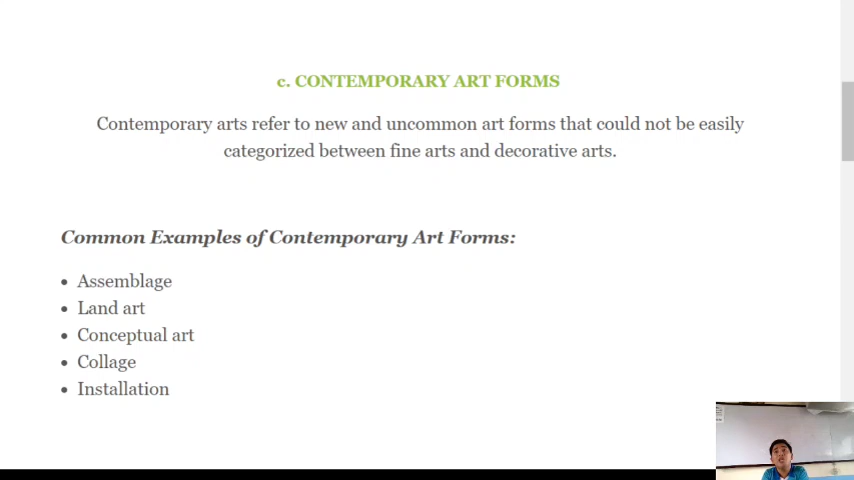 c. CONTEMPORARY ART FORMS
Contemporary arts refer to new and uncommon art forms that could not be easily
categorized between fine arts and decorative arts.
Common Examples of Contemporary Art Forms:
• Assemblage
• Land art
• Conceptual art
• Collage
• Installation